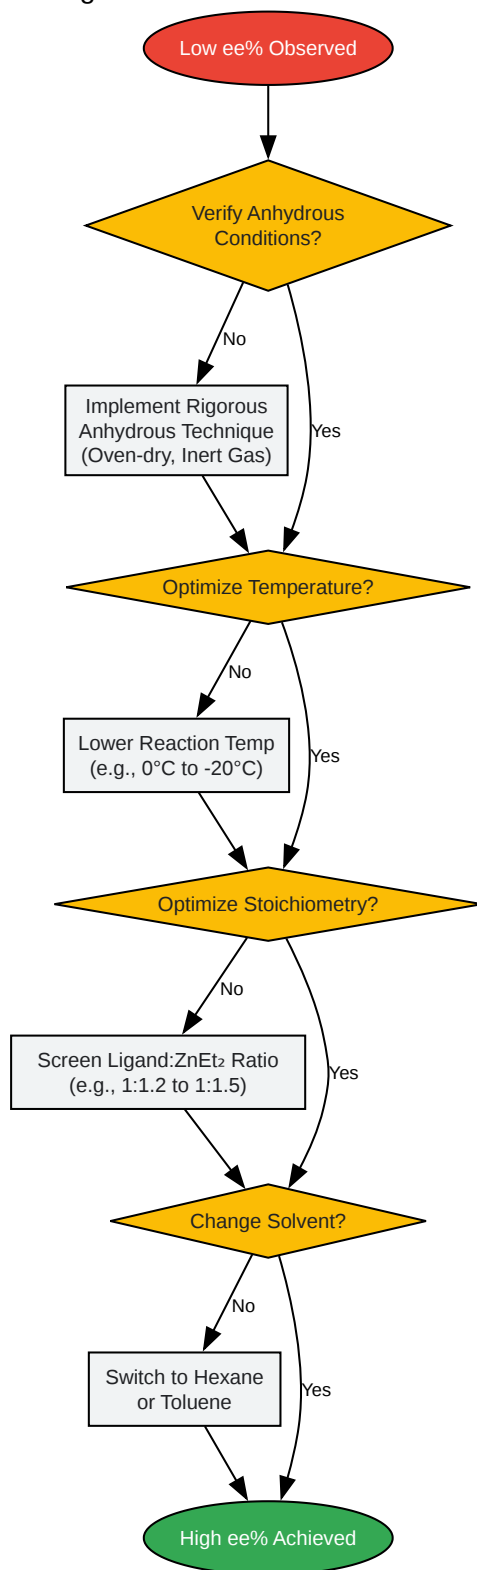 Low ee% Observed
Verify Anhydrous
Conditions?
No
Implement Rigorous
Anhydrous Technique
(Oven-dry, Inert Gas)
Yes
Optimize Temperature?
No
Lower Reaction Temp
(e.g., 0°C to -20°C)
Yes
Optimize Stoichiometry?
No
Screen Ligand:ZnEt₂ Ratio
(e.g., 1:1.2 to 1:1.5)
Yes
Change Solvent?
No
Switch to Hexane
or Toluene
Yes
High ee% Achieved